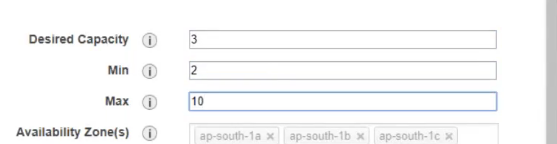 Desired Capacity i 3
Min i 2
Max i 10
Availability Zone(s) i ap-south-1a × ap-south-1b × ap-south-1c ×